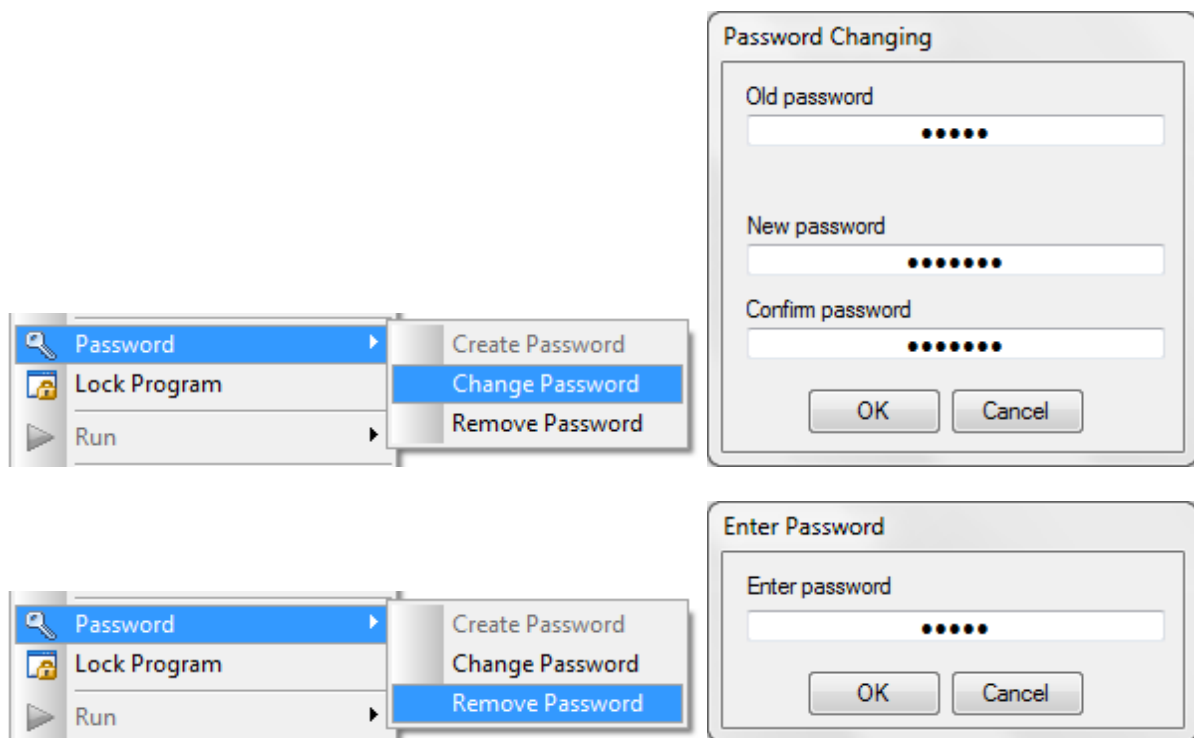 Password Changing
Old password
•••••
New password
•••••••
Confirm password
•••••••
OK Cancel
Password
Lock Program
Run
Create Password
Change Password
Remove Password
Enter Password
Enter password
•••••
OK Cancel
Password
Lock Program
Run
Create Password
Change Password
Remove Password